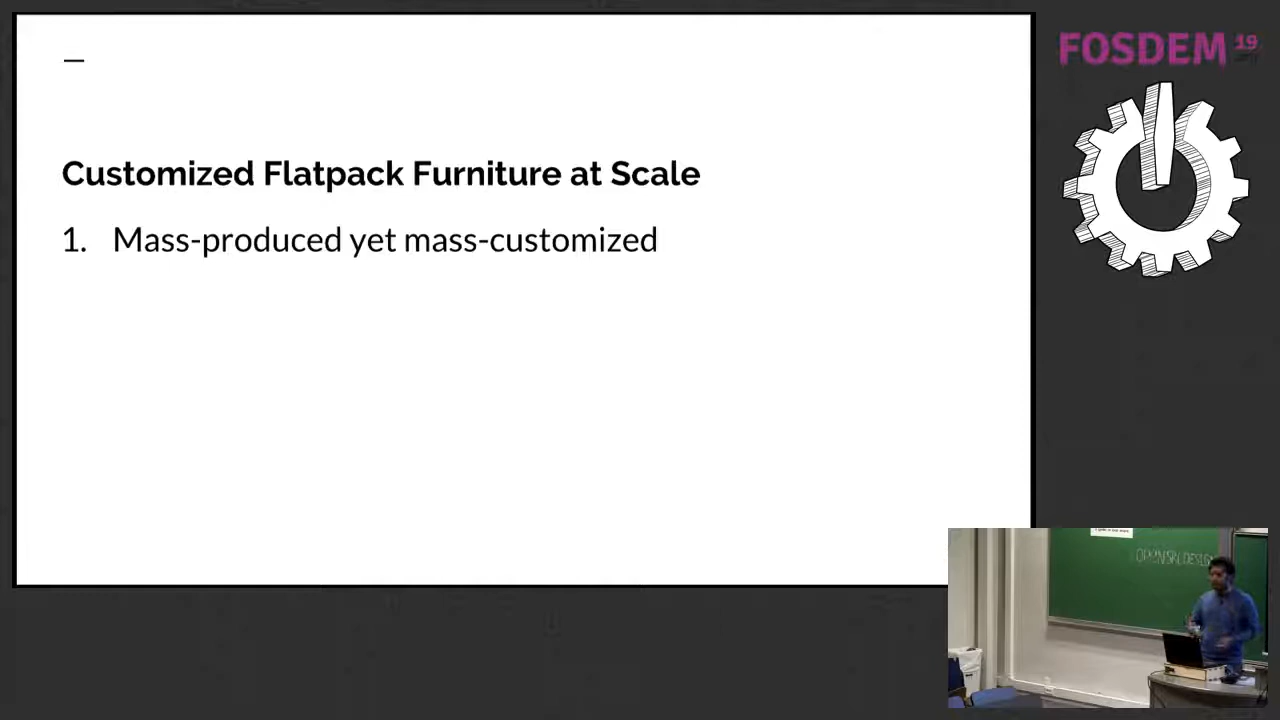 Customized Flatpack Furniture at Scale
1. Mass-produced yet mass-customized
FOSDEM 19